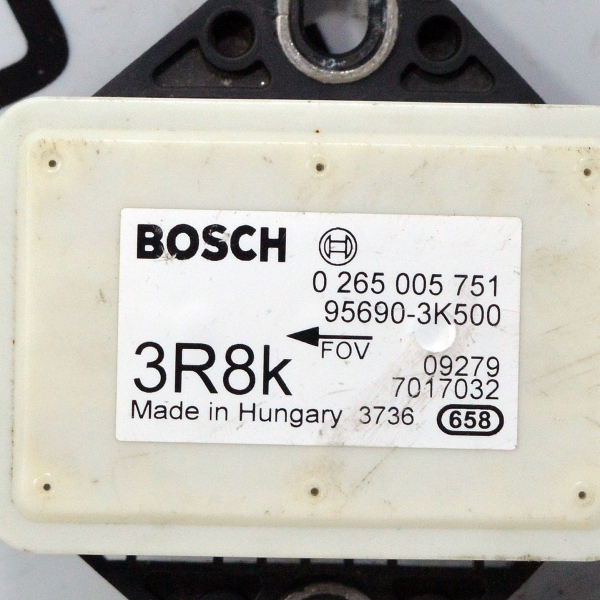 BOSCH
0 265 005 751
95690-3K500
FOV
3R8k
09279
7017032
Made in Hungary 3736 658